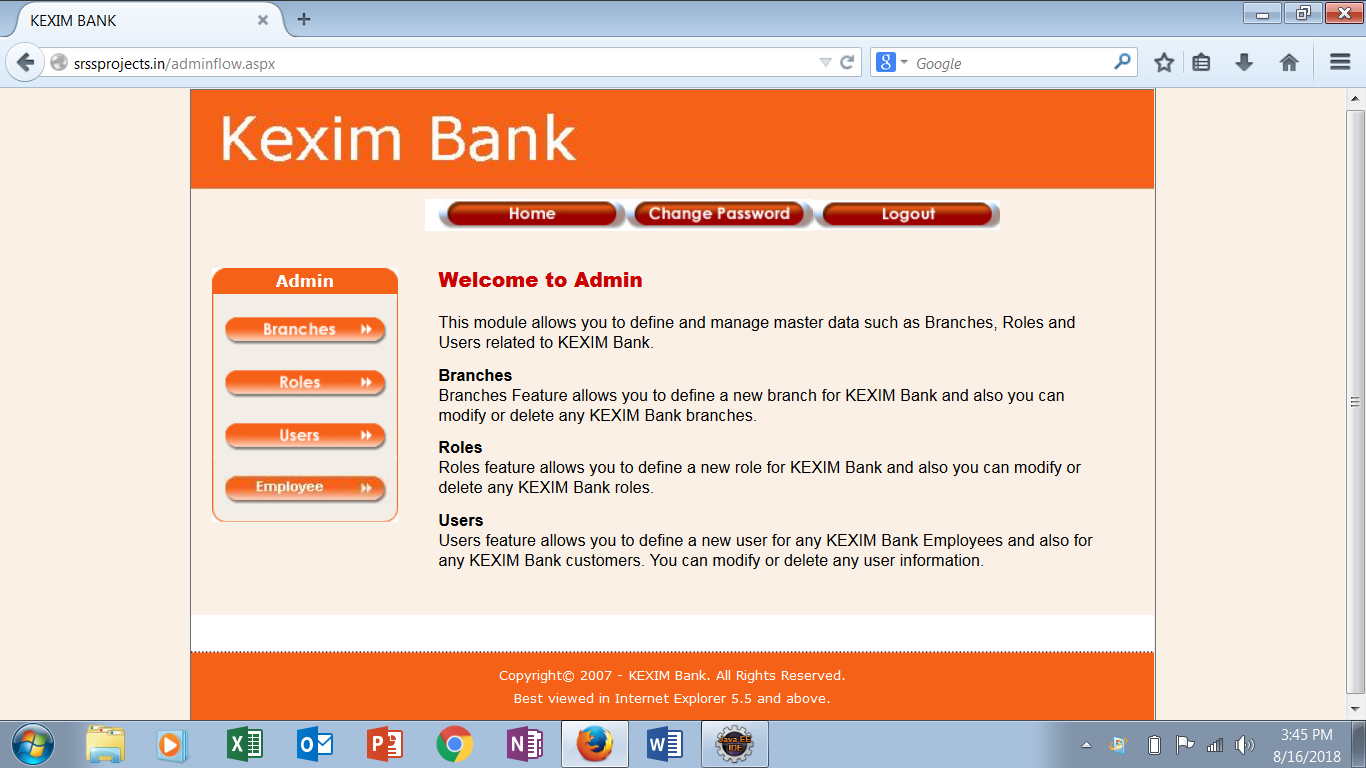 KEXIM BANK
srssprojects.in/adminflow.aspx
Google
Kexim Bank
Home
Change Password
Logout
Admin
Branches
Roles
Users
Employee
Welcome to Admin
This module allows you to define and manage master data such as Branches, Roles and
Users related to KEXIM Bank.
Branches
Branches Feature allows you to define a new branch for KEXIM Bank and also you can
modify or delete any KEXIM Bank branches.
Roles
Roles feature allows you to define a new role for KEXIM Bank and also you can modify or
delete any KEXIM Bank roles.
Users
Users feature allows you to define a new user for any KEXIM Bank Employees and also for
any KEXIM Bank customers. You can modify or delete any user information.
Copyright© 2007 - KEXIM Bank. All Rights Reserved.
Best viewed in Internet Explorer 5.5 and above.
Java EE
IDE
3:45 PM
8/16/2018